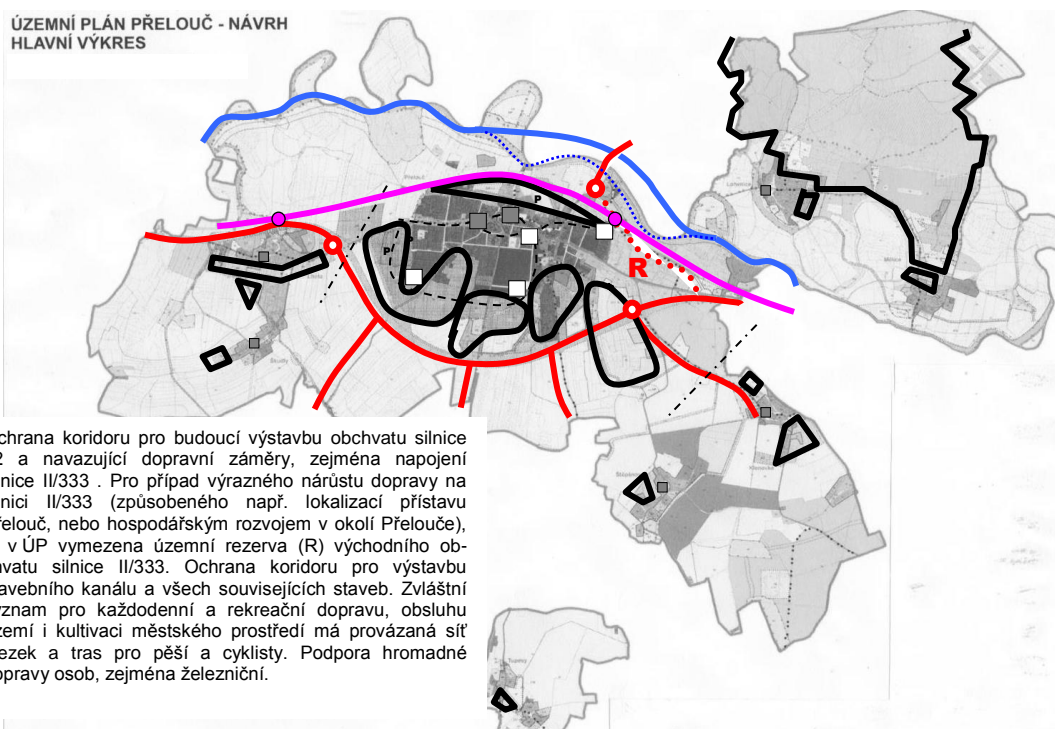 ÚZEMNÍ PLÁN PŘELOUČ - NÁVRH
HLAVNÍ VÝKRES
P
P
R
chrana koridoru pro budoucí výstavbu obchvatu silnice
2 a navazující dopravní záměry, zejména napojení
nice II/333 . Pro případ výrazného nárůstu dopravy na
nici II/333 (způsobeného např. lokalizací přístavu
řelouč, nebo hospodářským rozvojem v okolí Přelouče),
v ÚP vymezena územní rezerva (R) východního ob-
vatu silnice II/333. Ochrana koridoru pro výstavbu
avebního kanálu a všech souvisejících staveb. Zvláštní
ýznam pro každodenní a rekreační dopravu, obsluhu
zemí i kultivaci městského prostředí má provázaná síť
ezek a tras pro pěší a cyklisty. Podpora hromadné
opravy osob, zejména železniční.